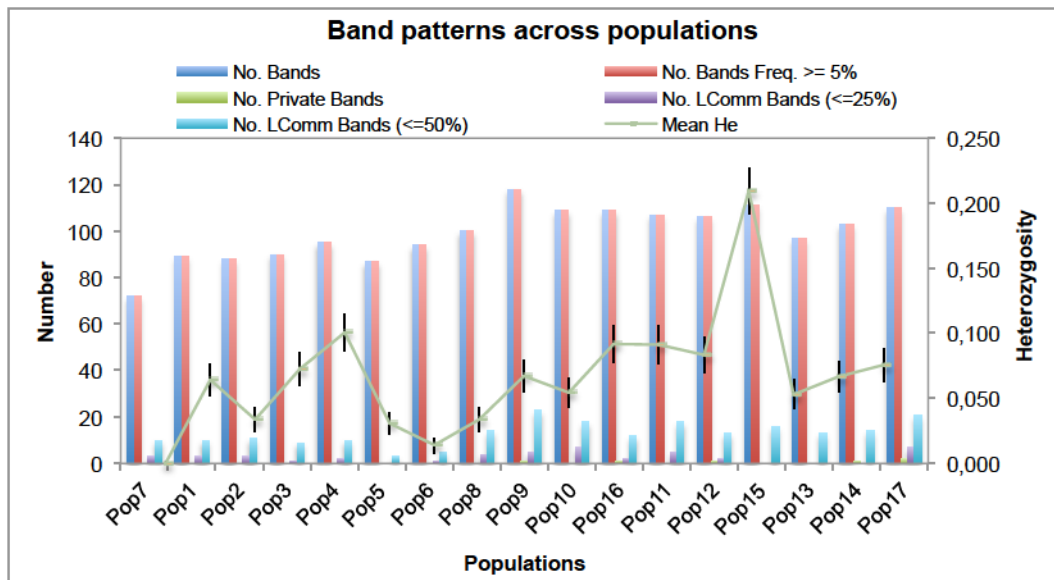 Band patterns across populations
No. Bands
No. Bands Freq. >= 5%
No. Private Bands
No. LComm Bands (<=25%)
No. LComm Bands (<=50%)
Mean He
140
120
100
80
60
40
20
0
Number
0,250
0,200
0,150
0,100
0,050
0,000
Heterozygosity
Pop7
Pop1
Pop2
Pop3
Pop4
Pop5
Pop6
Pop8
Pop9
Pop10
Pop16
Pop11
Pop12
Pop15
Pop13
Pop14
Pop17
Populations